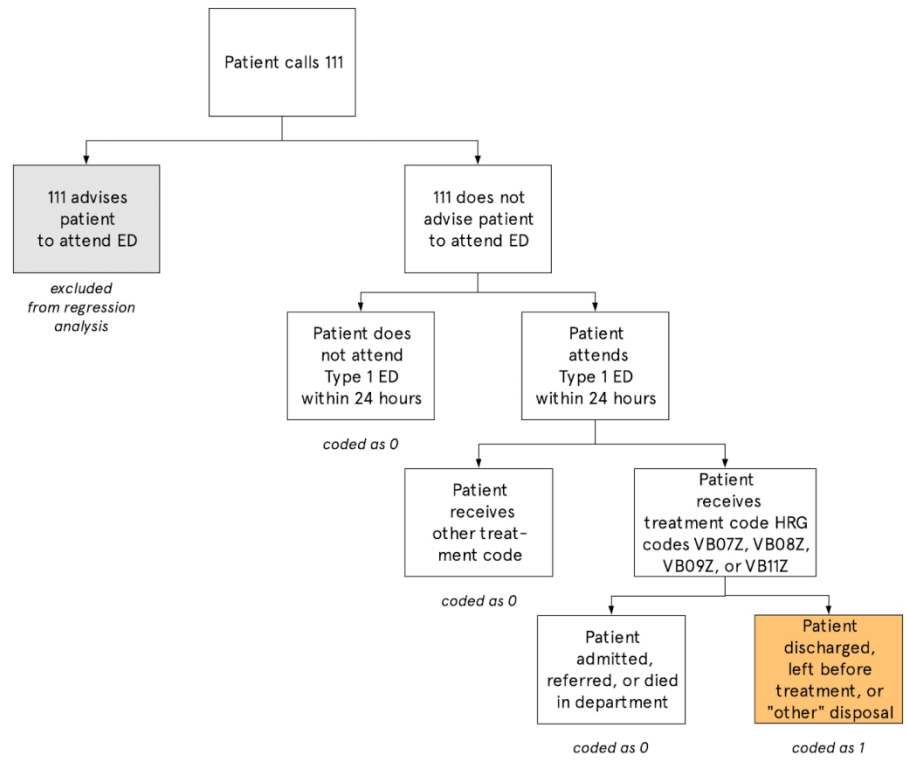 Patient calls 111
111 advises
patient
to attend ED
excluded
from regression
analysis
111 does not
advise patient
to attend ED
Patient does
not attend
Type 1 ED
within 24 hours
coded as 0
Patient
attends
Type 1 ED
within 24 hours
Patient
receives
other treat-
ment code
coded as 0
Patient
receives
treatment code HRG
codes VB07Z, VB08Z,
VB09Z, or VB11Z
Patient
admitted,
referred, or died
in department
coded as 0
Patient
discharged,
left before
treatment, or
"other" disposal
coded as 1